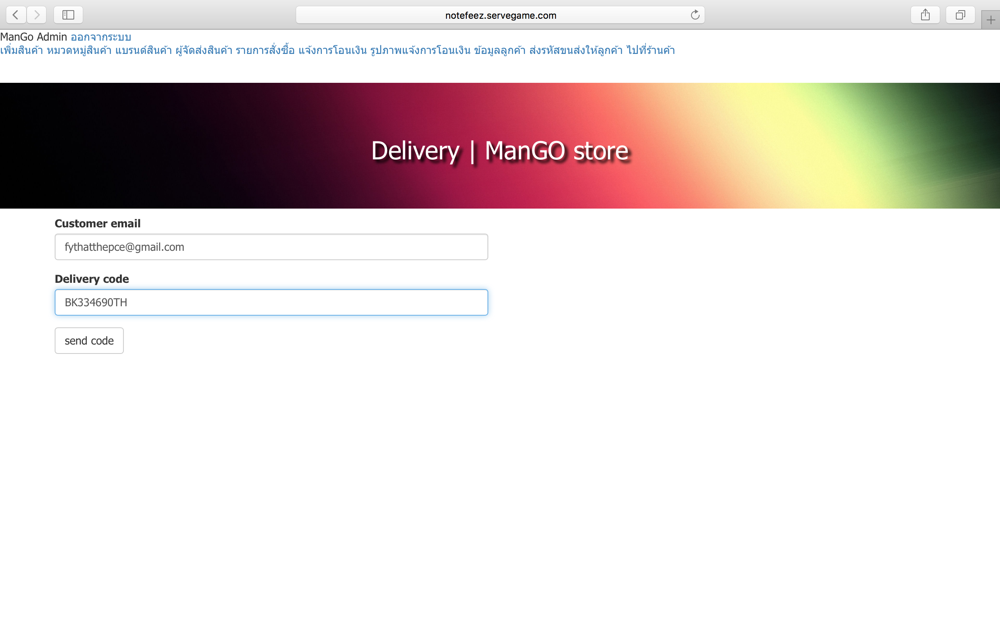 notefeez.servegame.com
ManGo Admin ออกจากระบบ
เพิ่มสินค้า หมวดหมู่สินค้า แบรนด์สินค้า ผู้จัดส่งสินค้า รายการสั่งซื้อ แจ้งการโอนเงิน รูปภาพแจ้งการโอนเงิน ข้อมูลลูกค้า ส่งรหัสขนส่งให้ลูกค้า ไปที่ร้านค้า
Delivery | ManGO store
Customer email
fythatthepce@gmail.com
Delivery code
BK334690TH
send code